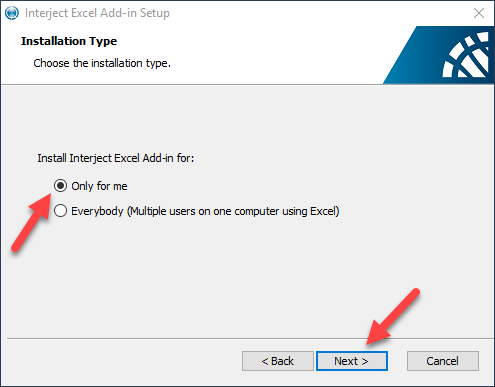 Interject Excel Add-in Setup
Installation Type
Choose the installation type.
Install Interject Excel Add-in for:
Only for me
Everybody (Multiple users on one computer using Excel)
< Back Next > Cancel